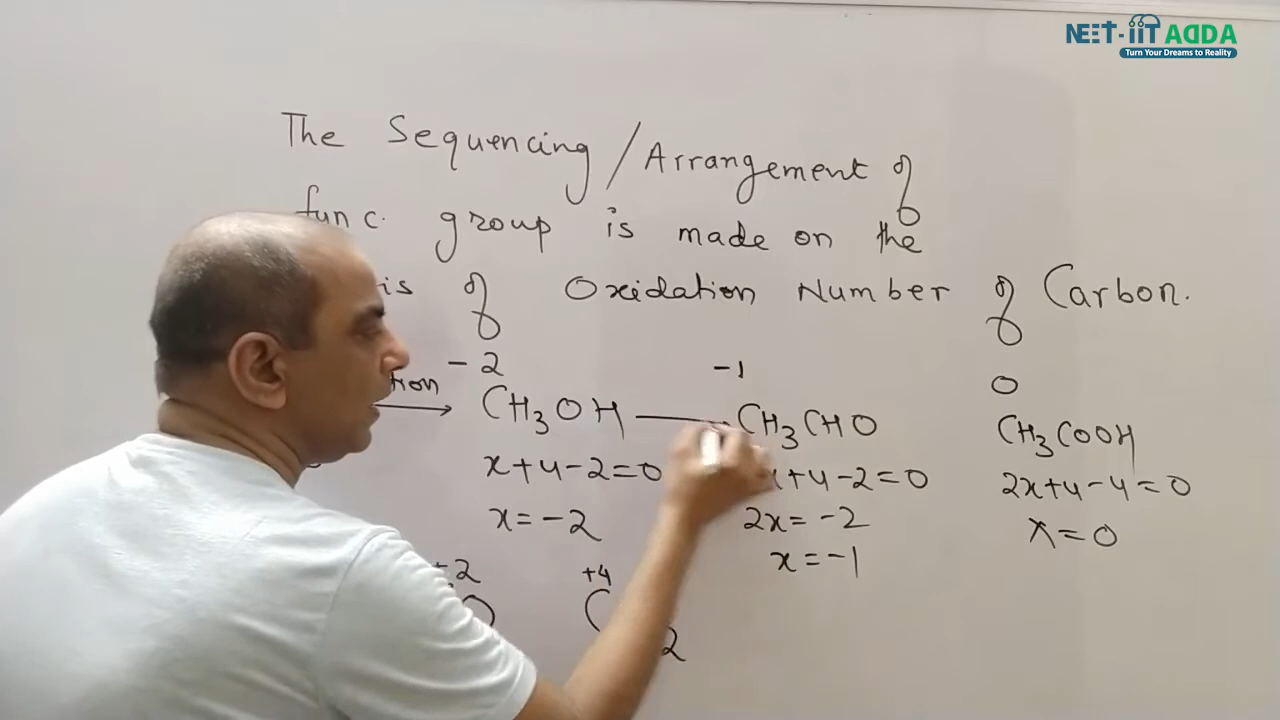 NEET-iiT ADDA
Turn Your Dreams to Reality
The Sequencing / Arrangement of
func. group is made on the
is of Oxidation Number of Carbon.
-2 -1 0
CH3OH CH3CHO CH3COOH
x+4-2=0 x+4-2=0 2x+4-4=0
x=-2 2x=-2 x=0
x=-1
+2 +4
2